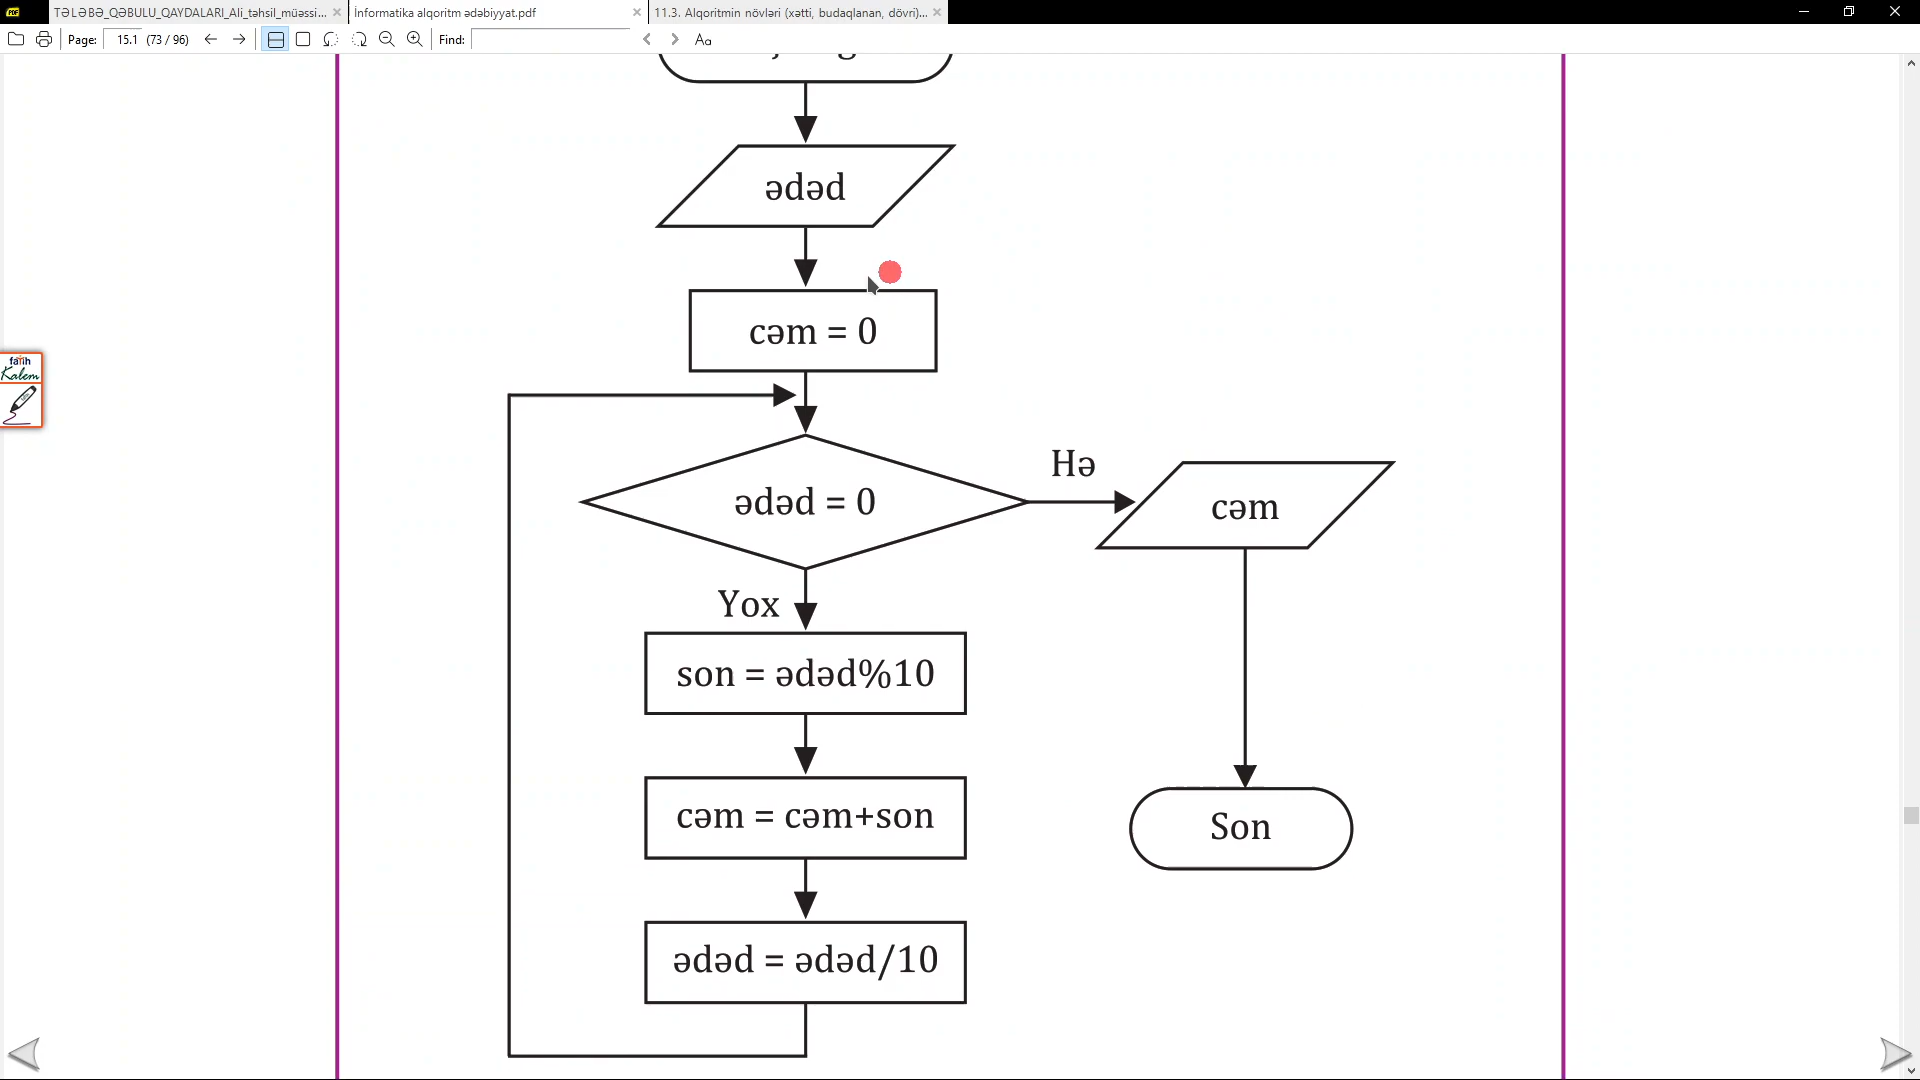 TƏLƏBƏ_QƏBULU_QAYDALARI_Ali_təhsil_müəssi...
İnformatika alqoritm ədəbiyyat.pdf
11.3. Alqoritmin növləri (xətti, budaqlanan, dövri)...
Page: 15.1 (73 / 96)
Find:
Aa
ədəd
cəm = 0
fatih
Kalem
ədəd = 0
Hə
cəm
Yox
son = ədəd%10
cəm = cəm+son
Son
ədəd = ədəd/10